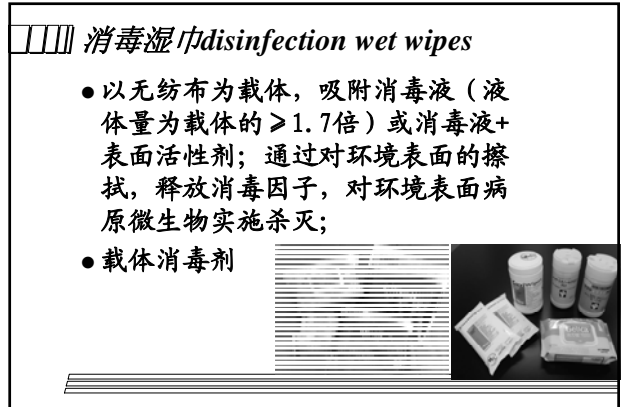 消毒湿巾disinfection wet wipes
●以无纺布为载体，吸附消毒液（液
体量为载体的≥1.7倍）或消毒液+
表面活性剂；通过对环境表面的擦
拭，释放消毒因子，对环境表面病
原微生物实施杀灭；
●载体消毒剂